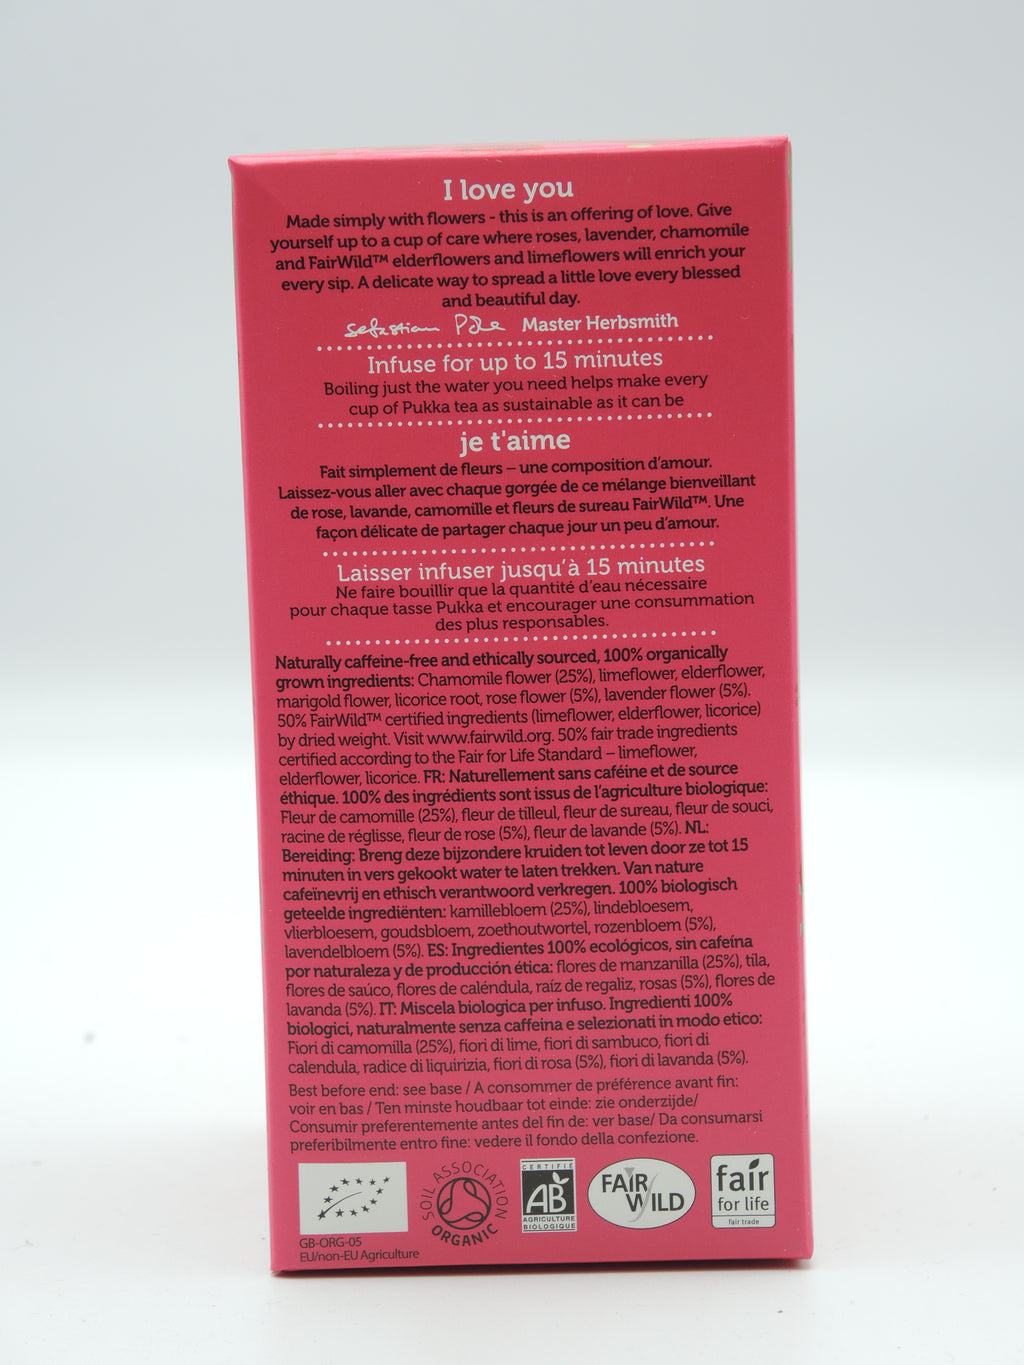 I love you
Made simply with flowers - this is an offering of love. Give
yourself up to a cup of care where roses, lavender, chamomile
and FairWild™ elderflowers and limeflowers will enrich your
every sip. A delicate way to spread a little love every blessed
and beautiful day.
Sebastian Pole Master Herbsmith
Infuse for up to 15 minutes
Boiling just the water you need helps make every
cup of Pukka tea as sustainable as it can be
je t'aime
Fait simplement de fleurs – une composition d'amour.
Laissez-vous aller avec chaque gorgée de ce mélange bienveillant
de rose, lavande, camomille et fleurs de sureau FairWild™. Une
façon délicate de partager chaque jour un peu d'amour.
Laisser infuser jusqu'à 15 minutes
Ne faire bouillir que la quantité d'eau nécessaire
pour chaque tasse Pukka et encourager une consummation
des plus responsables.
Naturally caffeine-free and ethically sourced, 100% organically
grown ingredients: Chamomile flower (25%), limeflower, elderflower,
marigold flower, licorice root, rose flower (5%), lavender flower (5%).
50% FairWild™ certified ingredients (limeflower, elderflower, licorice)
by dried weight. Visit www.fairwild.org. 50% fair trade ingredients
certified according to the Fair for Life Standard – limeflower,
elderflower, licorice. FR: Naturellement sans caféine et de source
éthique. 100% des ingrédients sont issus de l'agriculture biologique:
Fleur de camomille (25%), fleur de tilleul, fleur de sureau, fleur de souci,
racine de réglisse, fleur de rose (5%), fleur de lavande (5%). NL:
Bereiding: Breng deze bijzondere kruiden tot leven door ze tot 15
minuten in vers gekookt water te laten trekken. Van nature
cafeïnevrij en ethisch verantwoord verkregen. 100% biologisch
geteelde ingrediënten: kamillebloem (25%), lindebloesem,
vlierbloesem, goudsbloem, zoethoutwortel, rozenbloem (5%),
lavendelbloem (5%). ES: Ingredientes 100% ecológicos, sin cafeína
por naturaleza y de producción ética: flores de manzanilla (25%), tila,
flores de saúco, flores de caléndula, raíz de regaliz, rosas (5%), flores de
lavanda (5%). IT: Miscela biologica per infuso. Ingredienti 100%
biologici, naturalmente senza caffeina e selezionati in modo etico:
Fiori di camomilla (25%), fiori di lime, fiori di sambuco, fiori di
calendula, radice di liquirizia, fiori di rosa (5%), fiori di lavanda (5%).
Best before end: see base / A consommer de préférence avant fin:
voir en bas / Ten minste houdbaar tot einde: zie onderzijde/
Consumir preferentemente antes del fin de: ver base/ Da consumarsi
preferibilmente entro fine: vedere il fondo della confezione.
GB-ORG-05
EU/non-EU Agriculture
SOIL ASSOCIATION
ORGANIC
CERTIFIÉ
AB
AGRICULTURE
BIOLOGIQUE
FAIR
WILD
fair
for life
fair trade